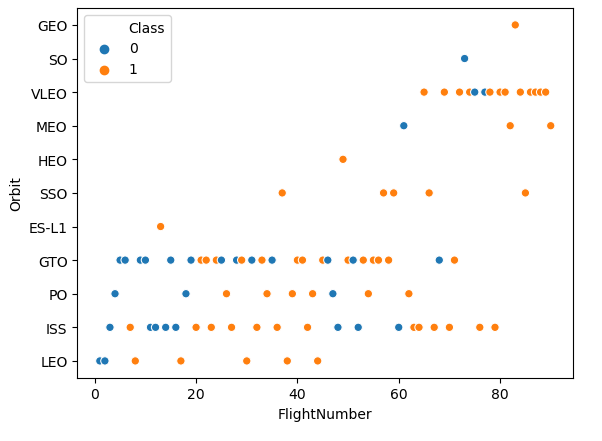 Class
0
1
GEO
SO
VLEO
MEO
HEO
SSO
ES-L1
GTO
PO
ISS
LEO
Orbit
0 20 40 60 80
FlightNumber